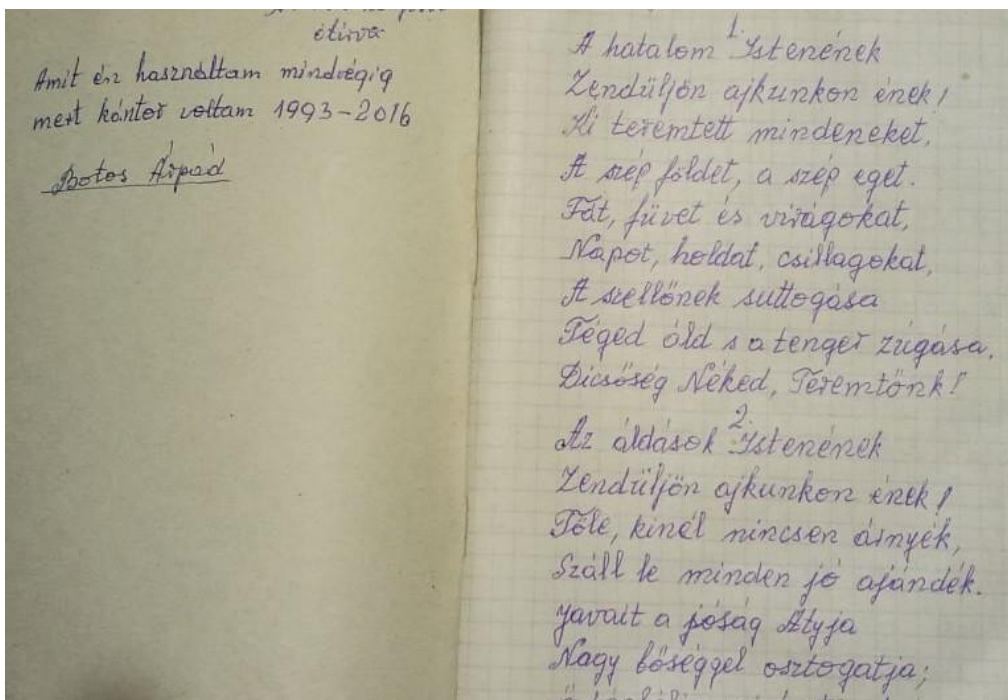 átírva
Amit én használtam mindvégig
mert kántor voltam 1993-2016
Botos Árpád
1.
A hatalom Istenének
Zendüljön ajkunkon ének!
Ki teremtett mindeneket,
A szép földet, a szép eget.
Fát, füvet és virágokat,
Napot, holdat, csillagokat,
A szellőnek suttogása
Téged áld s a tenger zúgása,
Dicsőség Néked, Teremtőnk!
2.
Az áldások Istenének
Zendüljön ajkunkon ének!
Tőle, kinél nincsen árnyék,
Száll le minden jó ajándék.
Javait a jóság Atyja
Nagy bőséggel osztogatja;